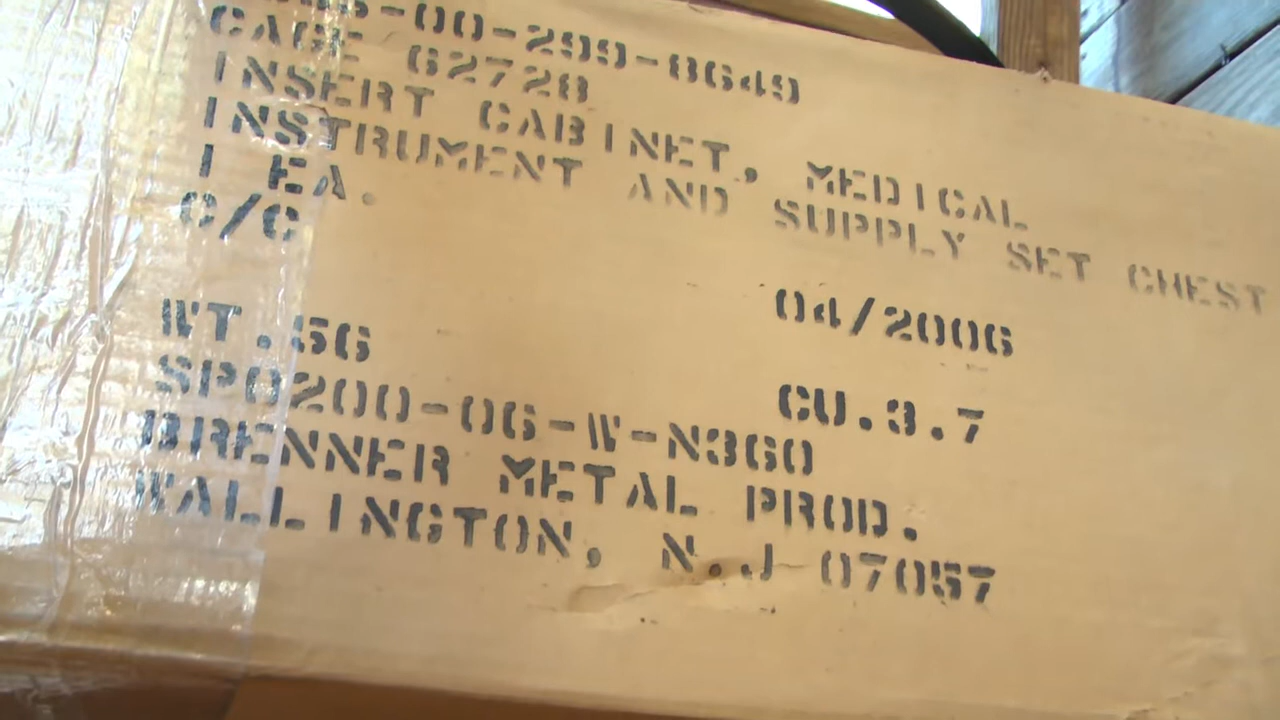 -00-299-8649
CAGE 62728
INSERT CABINET, MEDICAL
INSTRUMENT AND SUPPLY SET CHEST
1 EA.
C/C
04/2006
WT.56 CU.3.7
SPO200-06-W-N360
BRENNER METAL PROD.
WALLINGTON, N.J 07057